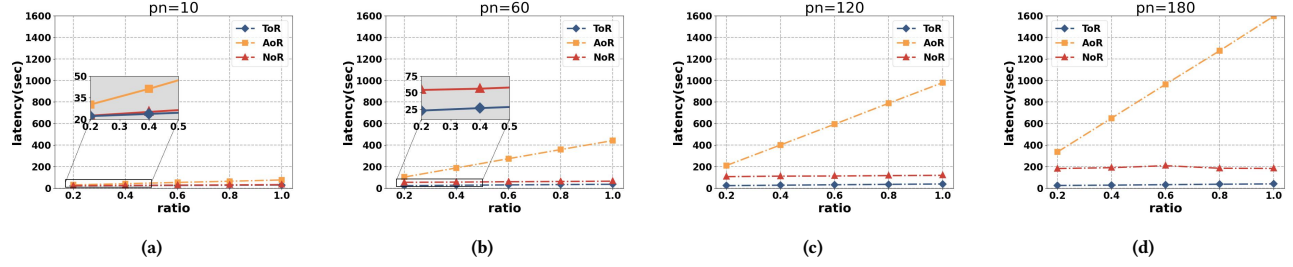 pn=10
1600
1400
1200
1000
800
600
400
200
0
latency(sec)
ToR
AoR
NoR
50
35
20
0.2 0.3 0.4 0.5
0.2 0.4 0.6 0.8 1.0
ratio
(a)
pn=60
1600
1400
1200
1000
800
600
400
200
0
latency(sec)
ToR
AoR
NoR
75
50
25
0.2 0.3 0.4 0.5
0.2 0.4 0.6 0.8 1.0
ratio
(b)
pn=120
1600
1400
1200
1000
800
600
400
200
0
latency(sec)
ToR
AoR
NoR
0.2 0.4 0.6 0.8 1.0
ratio
(c)
pn=180
1600
1400
1200
1000
800
600
400
200
0
latency(sec)
ToR
AoR
NoR
0.2 0.4 0.6 0.8 1.0
ratio
(d)